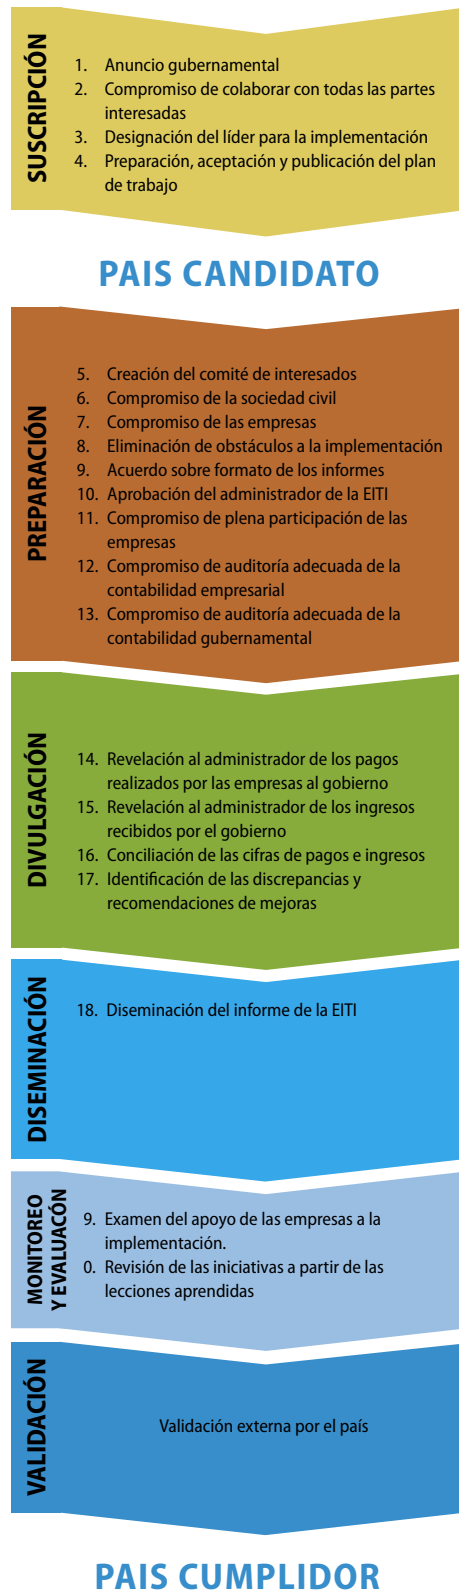 SUSCRIPCIÓN
1. Anuncio gubernamental
2. Compromiso de colaborar con todas las partes
interesadas
3. Designación del líder para la implementación
4. Preparación, aceptación y publicación del plan
de trabajo
PAIS CANDIDATO
PREPARACIÓN
5. Creación del comité de interesados
6. Compromiso de la sociedad civil
7. Compromiso de las empresas
8. Eliminación de obstáculos a la implementación
9. Acuerdo sobre formato de los informes
10. Aprobación del administrador de la EITI
11. Compromiso de plena participación de las
empresas
12. Compromiso de auditoría adecuada de la
contabilidad empresarial
13. Compromiso de auditoría adecuada de la
contabilidad gubernamental
DIVULGACIÓN
14. Revelación al administrador de los pagos
realizados por las empresas al gobierno
15. Revelación al administrador de los ingresos
recibidos por el gobierno
16. Conciliación de las cifras de pagos e ingresos
17. Identificación de las discrepancias y
recomendaciones de mejoras
DISEMINACIÓN
18. Diseminación del informe de la EITI
MONITOREO
Y EVALUACÓN
9. Examen del apoyo de las empresas a la
implementación.
0. Revisión de las iniciativas a partir de las
lecciones aprendidas
VALIDACIÓN
Validación externa por el país
PAIS CUMPLIDOR